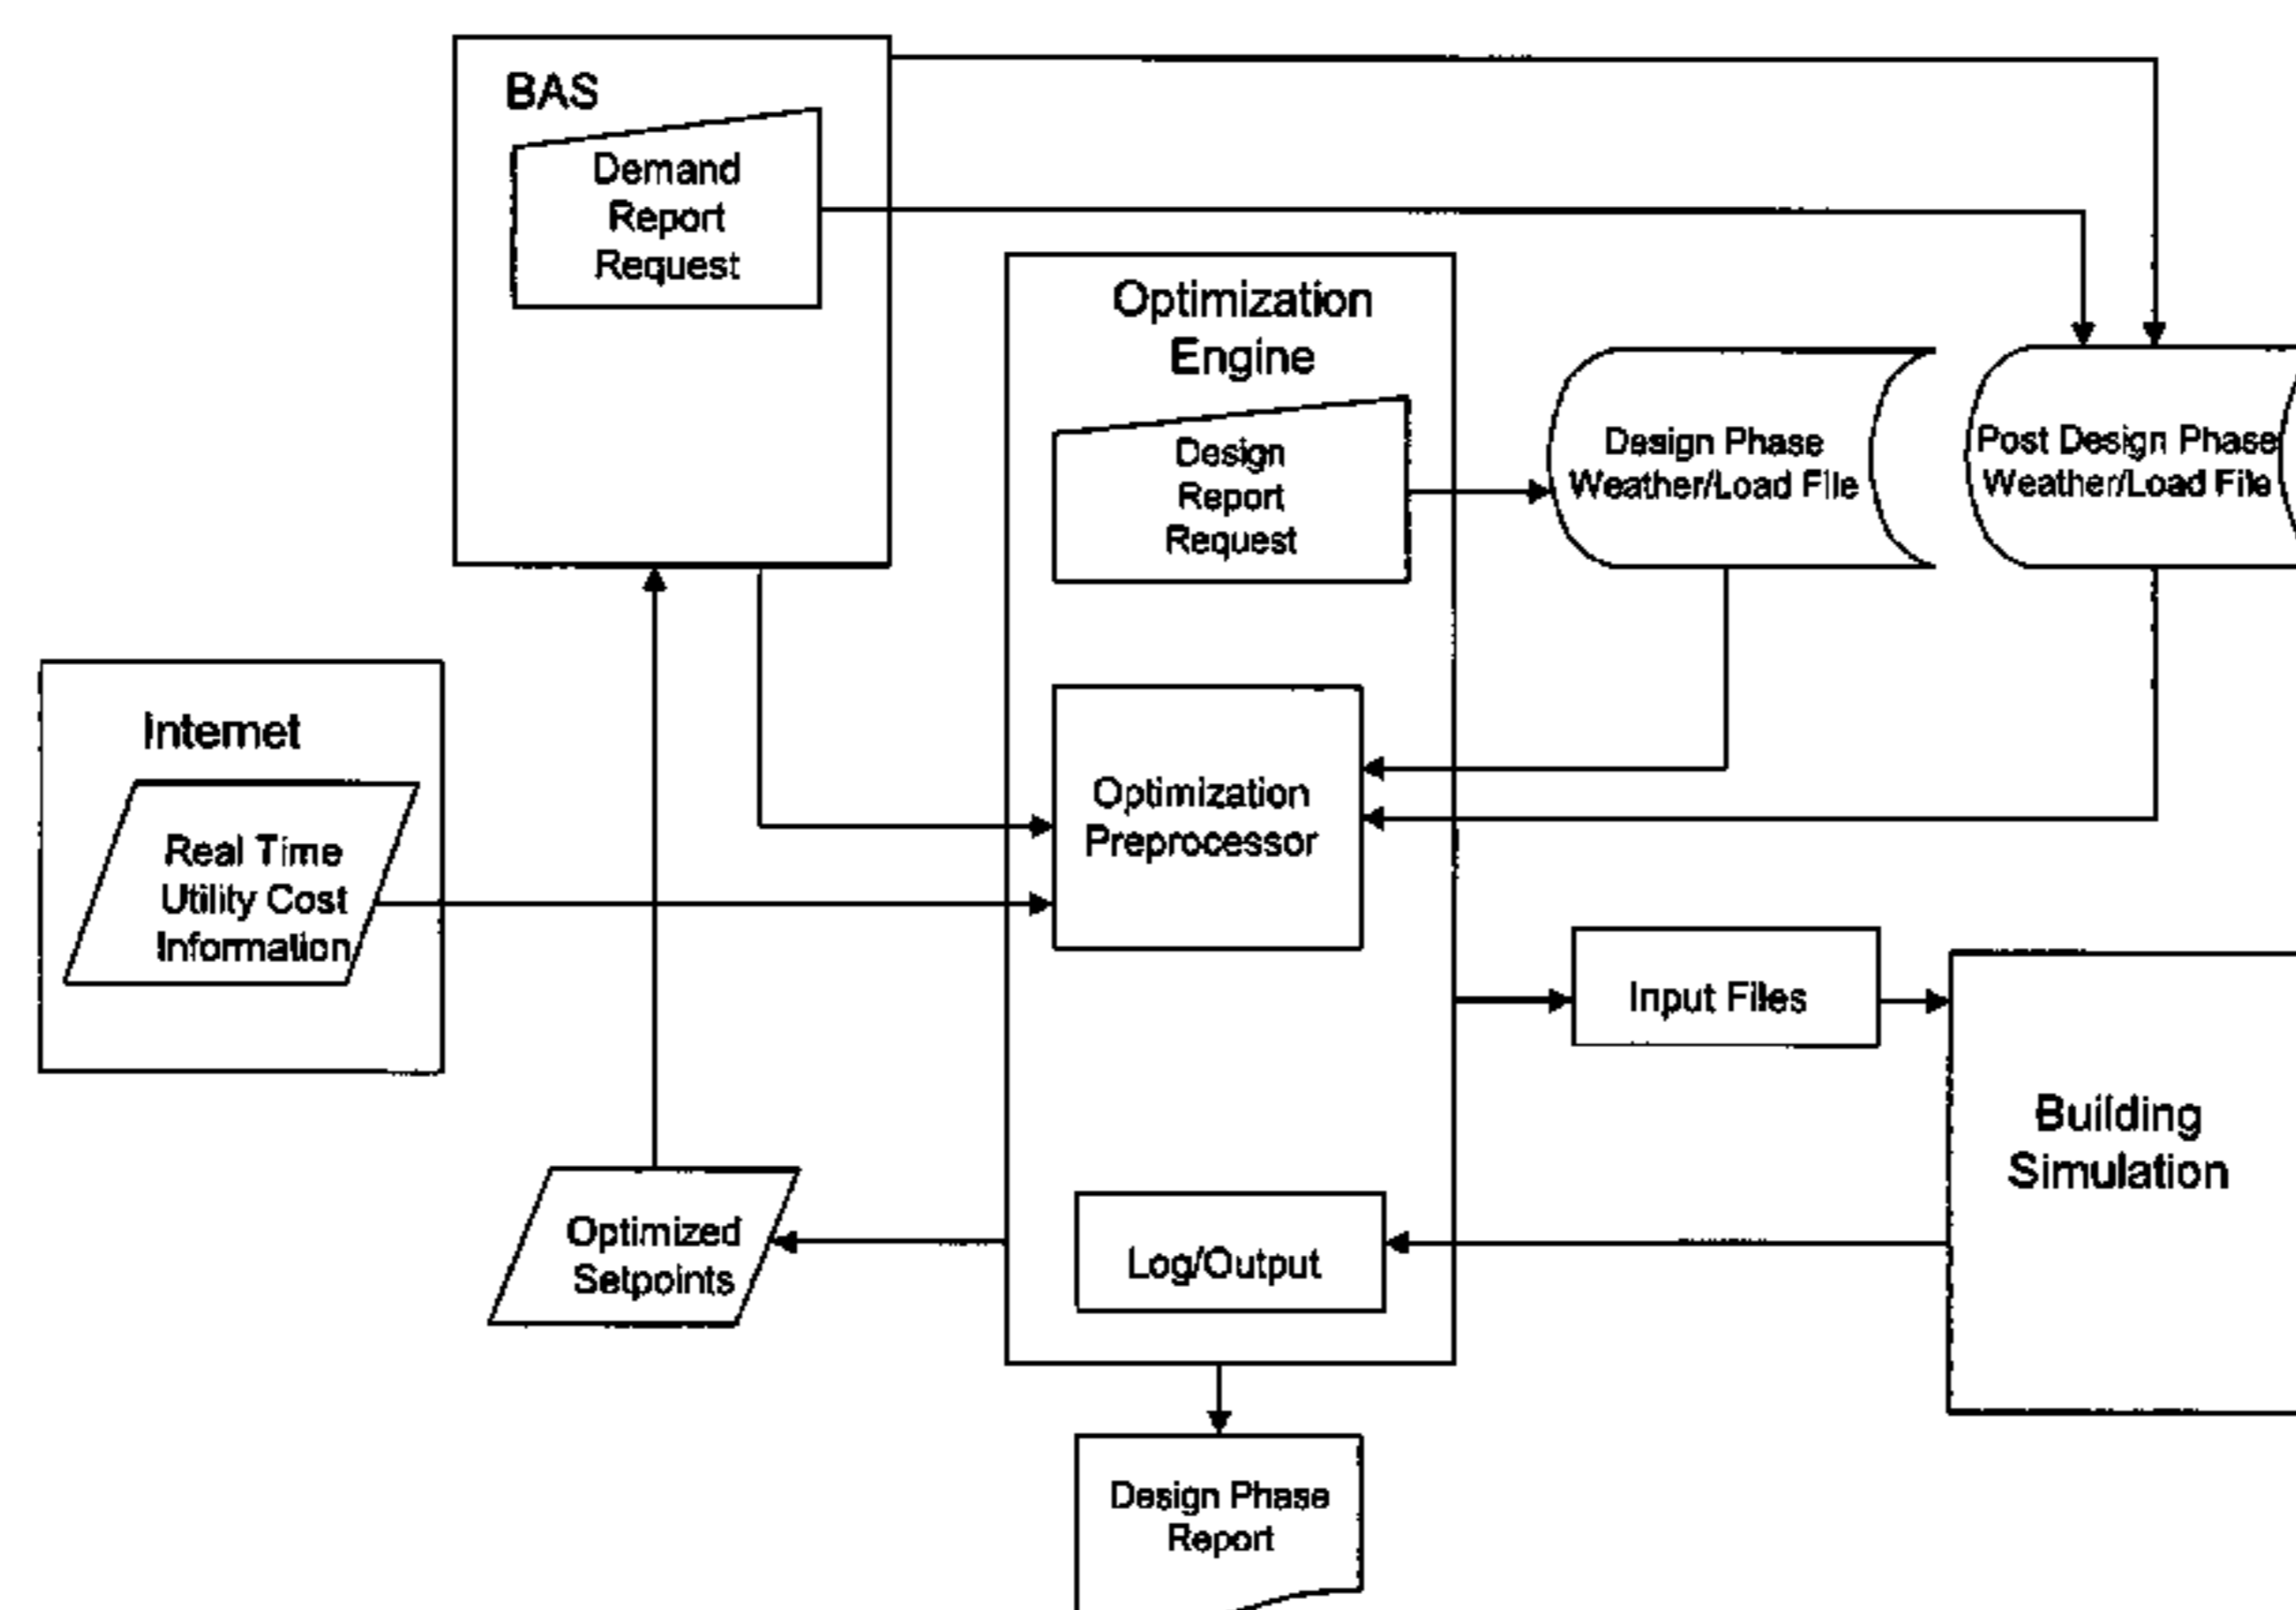 BAS
Demand
Report
Request
Optimization
Engine
Design
Report
Request
Design Phase
Weather/Load File
Post Design Phase
Weather/Load File
Internet
Real Time
Utility Cost
Information
Optimization
Preprocessor
Input Files
Building
Simulation
Optimized
Setpoints
Log/Output
Design Phase
Report